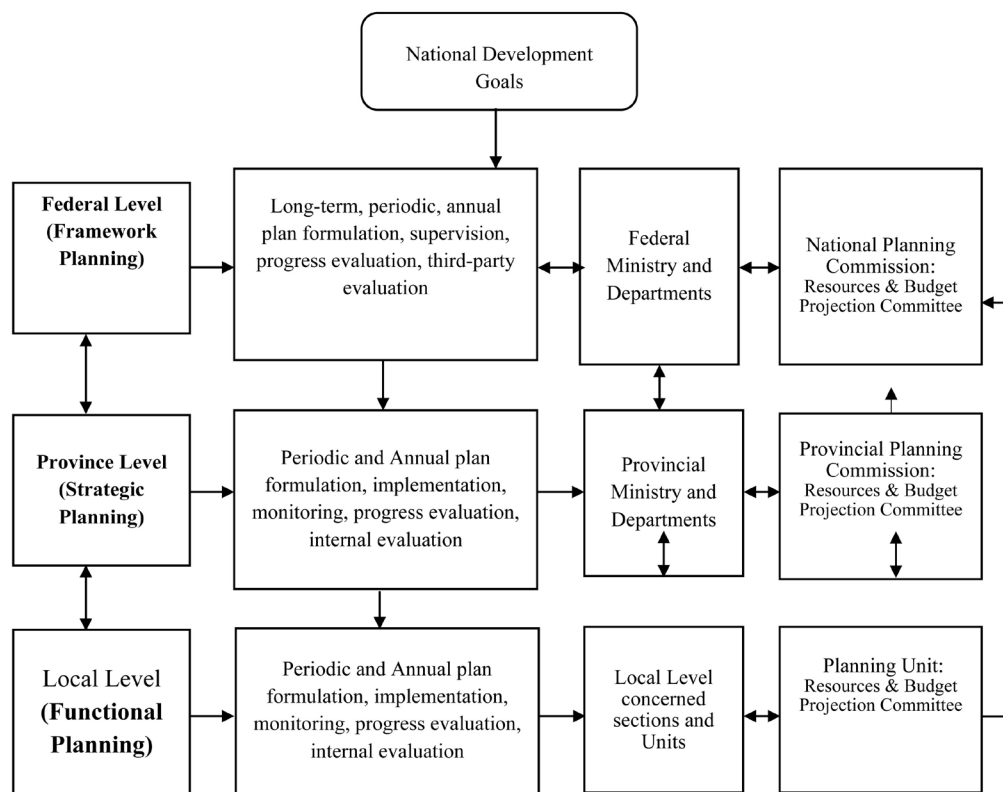 National Development
Goals
Federal Level
(Framework
Planning)
Long-term, periodic, annual
plan formulation, supervision,
progress evaluation, third-party
evaluation
Federal
Ministry and
Departments
National Planning
Commission:
Resources & Budget
Projection Committee
Province Level
(Strategic
Planning)
Periodic and Annual plan
formulation, implementation,
monitoring, progress evaluation,
internal evaluation
Provincial
Ministry and
Departments
Provincial Planning
Commission:
Resources & Budget
Projection Committee
Local Level
(Functional
Planning)
Periodic and Annual plan
formulation, implementation,
monitoring, progress evaluation,
internal evaluation
Local Level
concerned
sections and
Units
Planning Unit:
Resources & Budget
Projection Committee